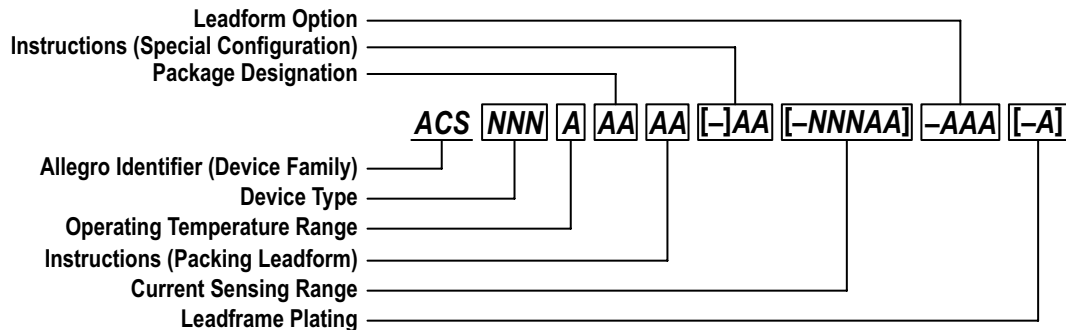 Leadform Option
Instructions (Special Configuration)
Package Designation
ACS NNN A AA AA [–]AA [–NNNAA] –AAA [–A]
Allegro Identifier (Device Family)
Device Type
Operating Temperature Range
Instructions (Packing Leadform)
Current Sensing Range
Leadframe Plating